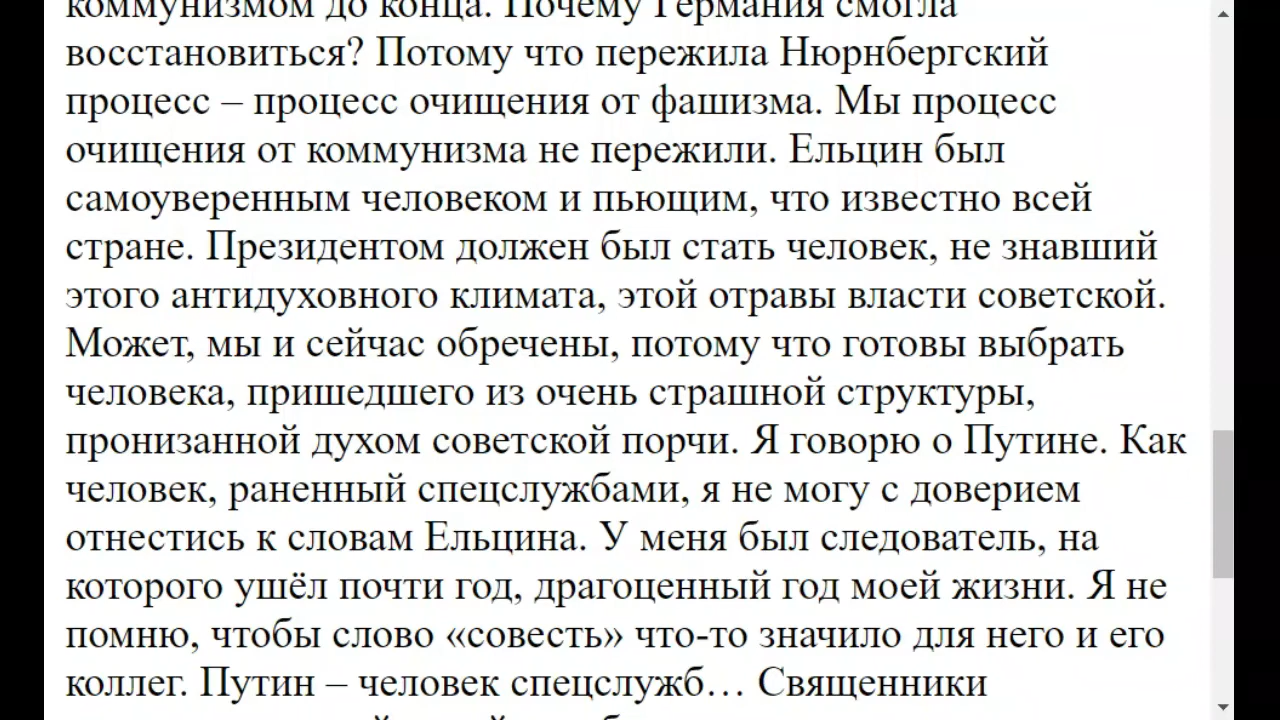 коммунизмом до конца. Почему Германия смогла
восстановиться? Потому что пережила Нюрнбергский
процесс – процесс очищения от фашизма. Мы процесс
очищения от коммунизма не пережили. Ельцин был
самоуверенным человеком и пьющим, что известно всей
стране. Президентом должен был стать человек, не знавший
этого антидуховного климата, этой отравы власти советской.
Может, мы и сейчас обречены, потому что готовы выбрать
человека, пришедшего из очень страшной структуры,
пронизанной духом советской порчи. Я говорю о Путине. Как
человек, раненный спецслужбами, я не могу с доверием
отнестись к словам Ельцина. У меня был следователь, на
которого ушёл почти год, драгоценный год моей жизни. Я не
помню, чтобы слово «совесть» что-то значило для него и его
коллег. Путин – человек спецслужб… Священники